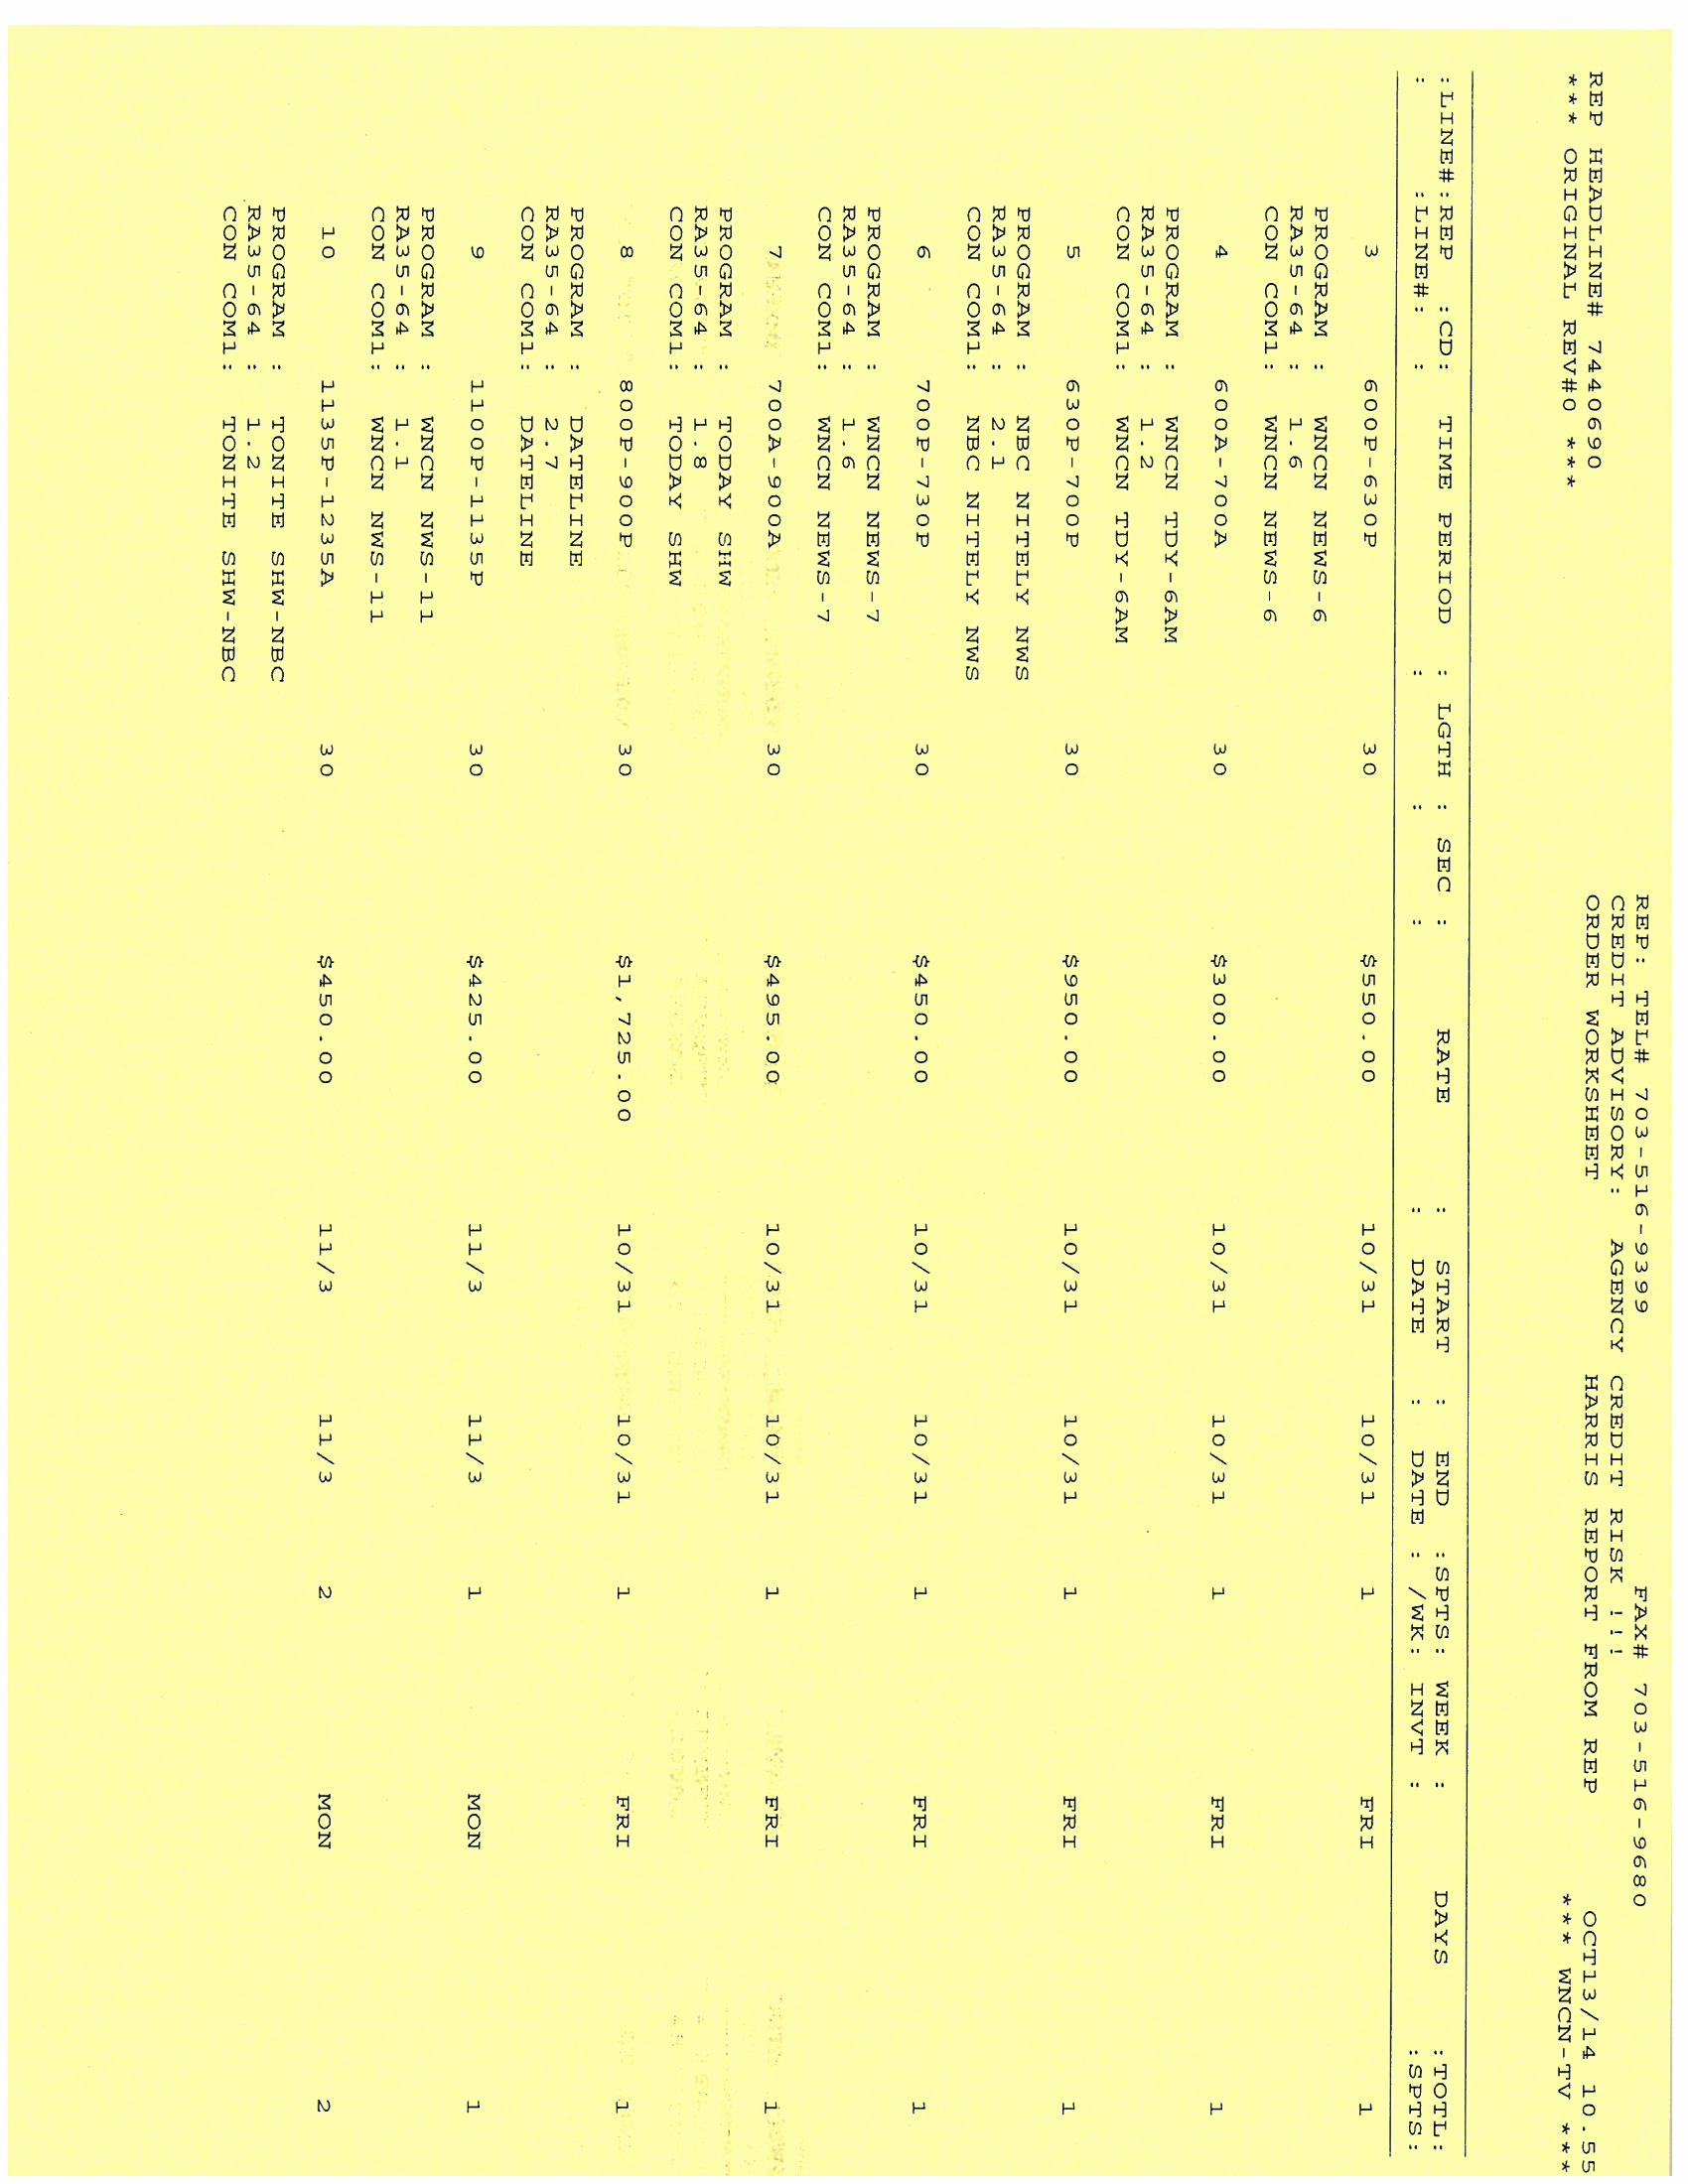 REP: TEL# 703-516-9399 FAX# 703-516-9680
CREDIT ADVISORY: AGENCY CREDIT RISK !!!
REP HEADLINE# 7440690 ORDER WORKSHEET HARRIS REPORT FROM REP OCT13/14 10.55
*** ORIGINAL REV#0 *** *** WNCN-TV ***
:LINE#:REP :CD: TIME PERIOD : LGTH : SEC : RATE : START : END :SPTS: WEEK : DAYS :TOTL:
: :LINE#: : : : : : DATE : DATE : /WK: INVT : :SPTS:
3 600P-630P 30 $550.00 10/31 10/31 1 FRI 1
PROGRAM : WNCN NEWS-6
RA35-64 : 1.6
CON COM1: WNCN NEWS-6
4 600A-700A 30 $300.00 10/31 10/31 1 FRI 1
PROGRAM : WNCN TDY-6AM
RA35-64 : 1.2
CON COM1: WNCN TDY-6AM
5 630P-700P 30 $950.00 10/31 10/31 1 FRI 1
PROGRAM : NBC NITELY NWS
RA35-64 : 2.1
CON COM1: NBC NITELY NWS
6 700P-730P 30 $450.00 10/31 10/31 1 FRI 1
PROGRAM : WNCN NEWS-7
RA35-64 : 1.6
CON COM1: WNCN NEWS-7
7 700A-900A 30 $495.00 10/31 10/31 1 FRI 1
PROGRAM : TODAY SHW
RA35-64 : 1.8
CON COM1: TODAY SHW
8 800P-900P 30 $1,725.00 10/31 10/31 1 FRI 1
PROGRAM : DATELINE
RA35-64 : 2.7
CON COM1: DATELINE
9 1100P-1135P 30 $425.00 11/3 11/3 1 MON 1
PROGRAM : WNCN NWS-11
RA35-64 : 1.1
CON COM1: WNCN NWS-11
10 1135P-1235A 30 $450.00 11/3 11/3 2 MON 2
PROGRAM : TONITE SHW-NBC
RA35-64 : 1.2
CON COM1: TONITE SHW-NBC